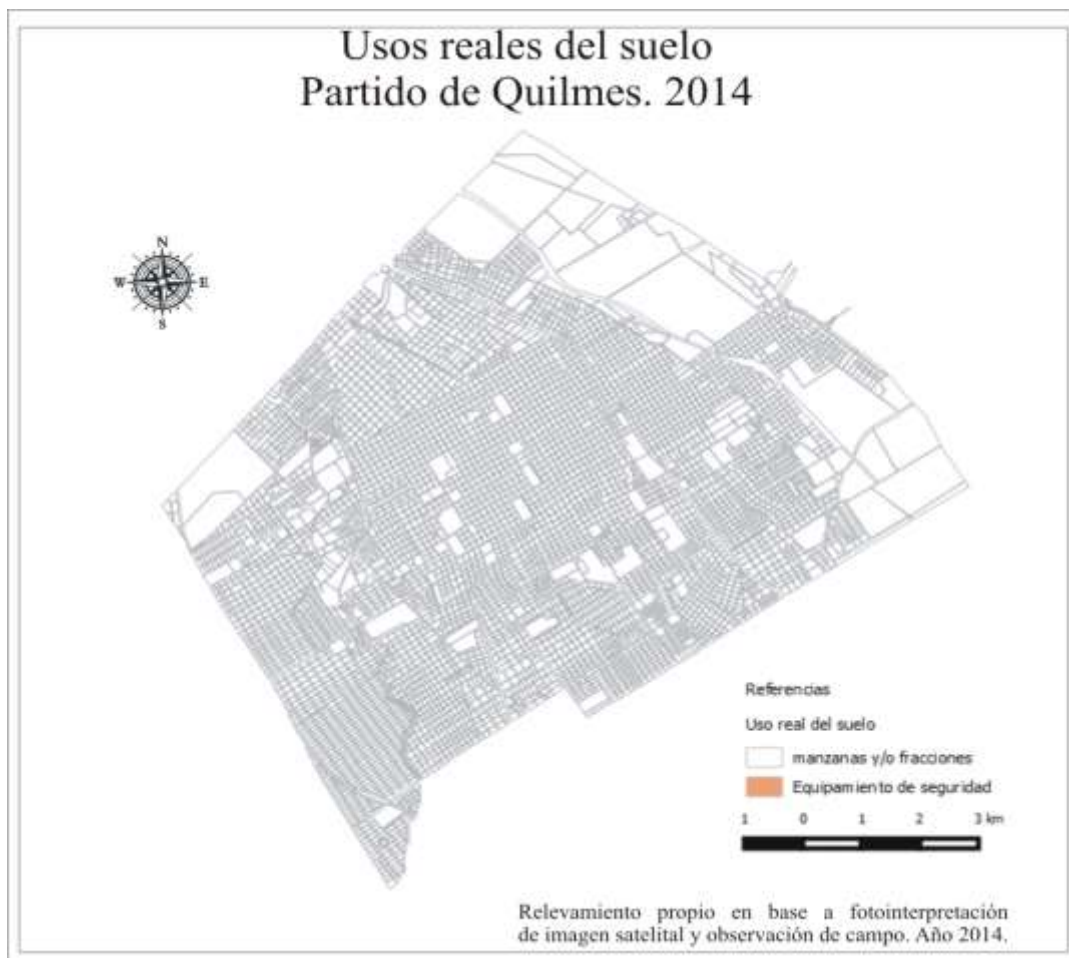 Usos reales del suelo
Partido de Quilmes. 2014
N
W E
S
Referencias
Uso real del suelo
manzanas y/o fracciones
Equipamiento de seguridad
1 0 1 2 3 km
Relevamiento propio en base a fotointerpretación
de imagen satelital y observación de campo. Año 2014.